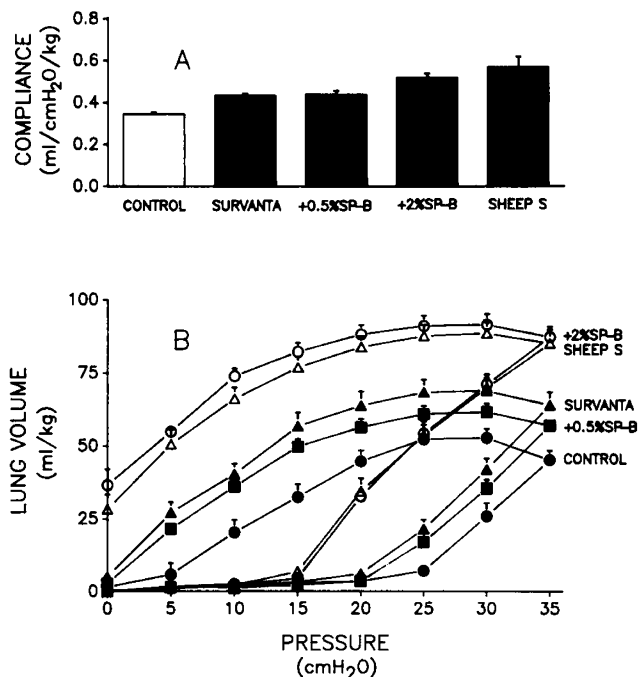 COMPLIANCE
(ml/cmH₂O/kg)
A
0.8
0.6
0.4
0.2
0.0
CONTROL SURVANTA +0.5%SP-B +2%SP-B SHEEP S
LUNG VOLUME
(ml/kg)
B
100
75
50
25
0
+2%SP-B
SHEEP S
SURVANTA
+0.5%SP-B
CONTROL
0 5 10 15 20 25 30 35
PRESSURE
(cmH₂O)